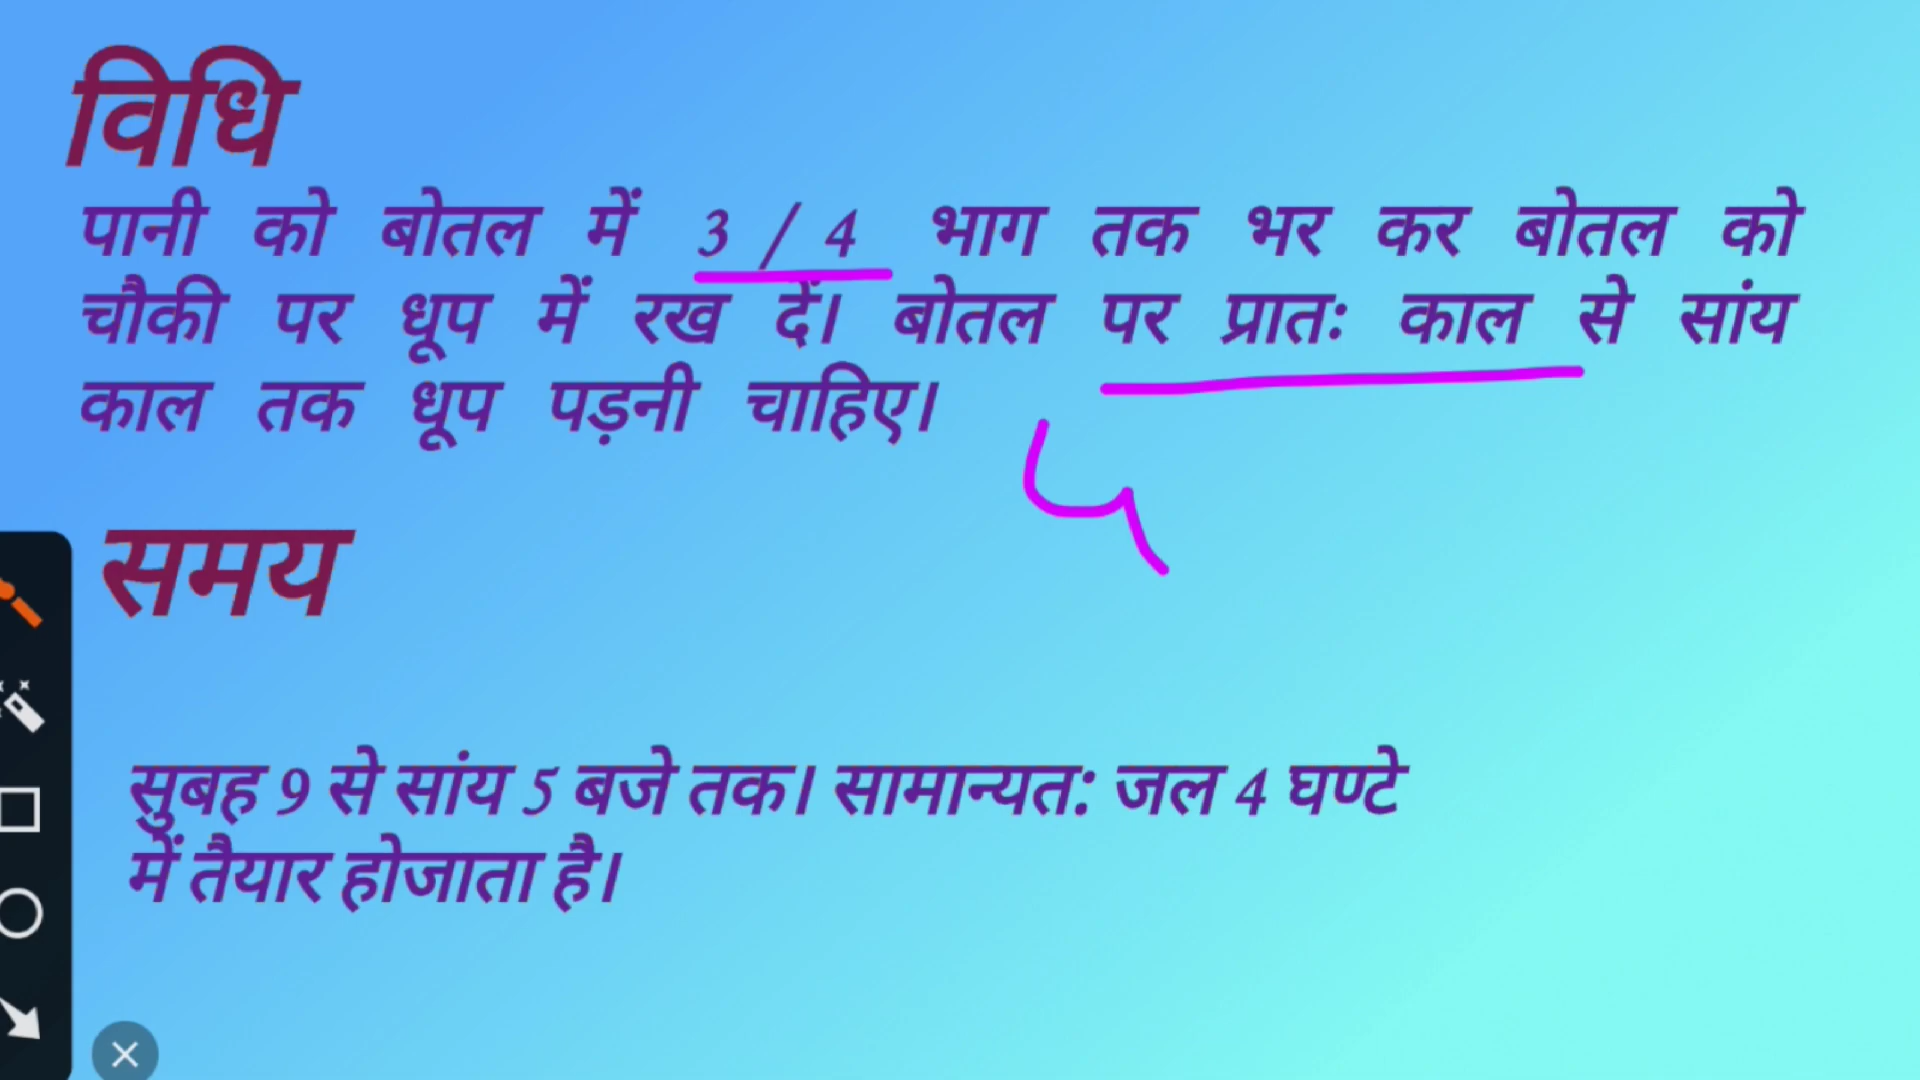 विधि
पानी को बोतल में 3 / 4 भाग तक भर कर बोतल को
चौकी पर धूप में रख दें। बोतल पर प्रातः काल से सांय
काल तक धूप पड़नी चाहिए।
समय
सुबह 9 से सांय 5 बजे तक। सामान्यत: जल 4 घण्टे
में तैयार होजाता है।